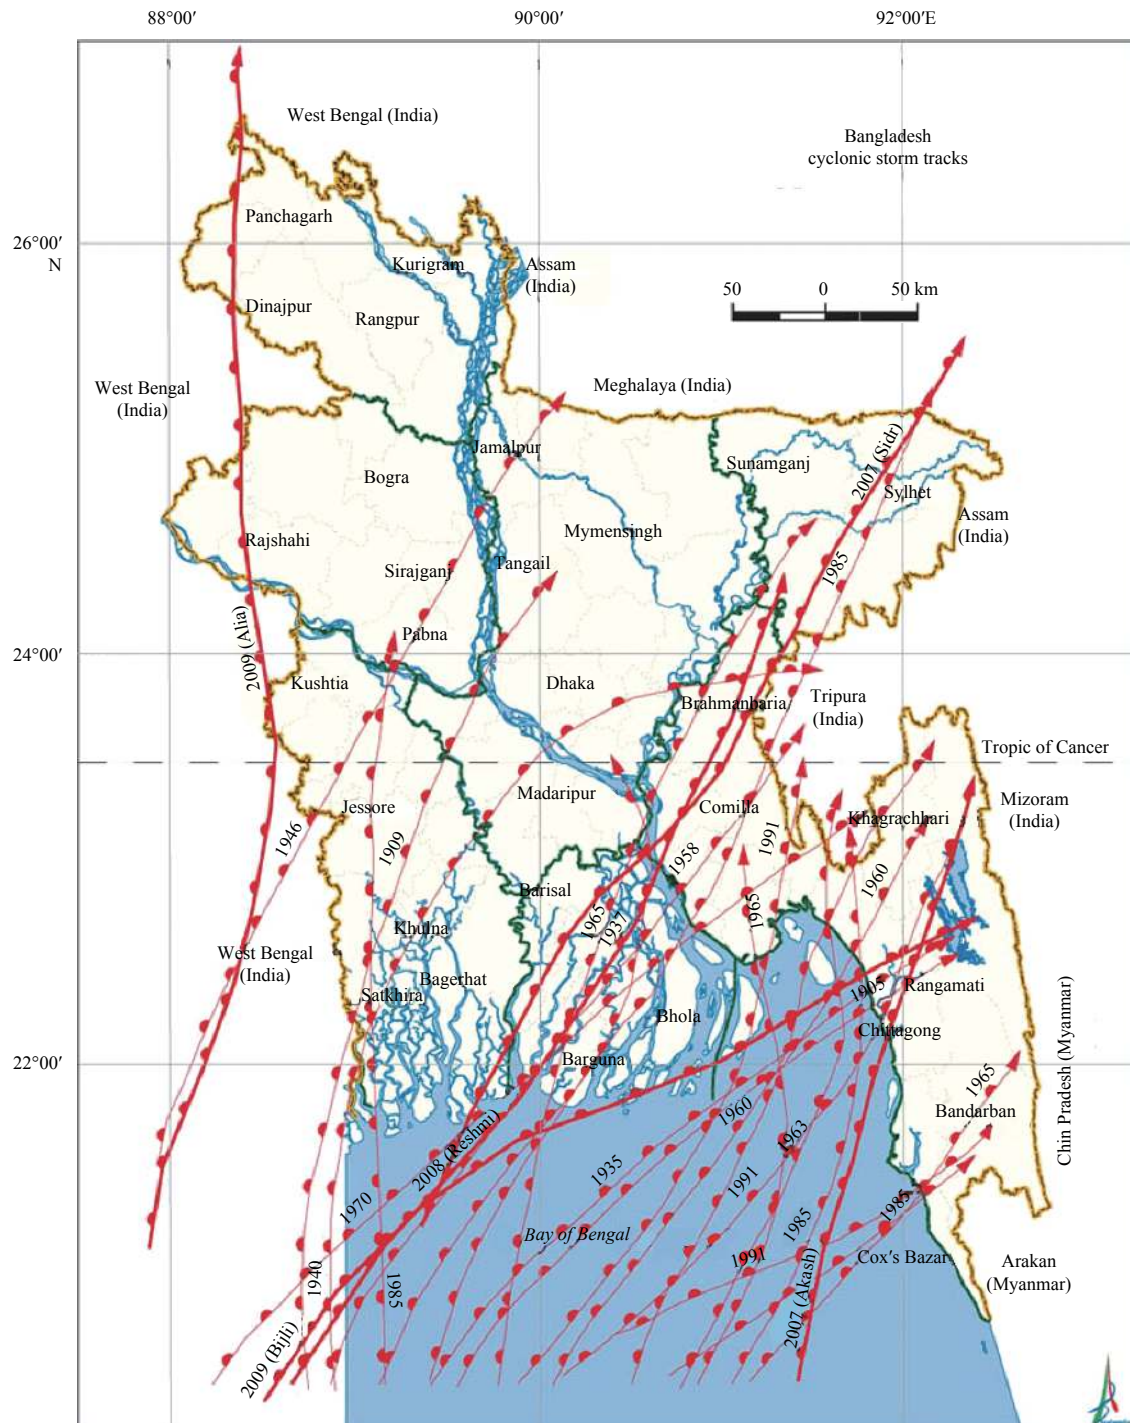 88°00′
90°00′
92°00′E
West Bengal (India)
Bangladesh
cyclonic storm tracks
Panchagarh
26°00′
N
Kurigram
Assam
(India)
50
0
50 km
Dinajpur
Rangpur
West Bengal
(India)
Meghalaya (India)
Jamalpur
2007 (Sidr)
Sunamganj
Bogra
Sylhet
Mymensingh
Assam
(India)
Rajshahi
Sirajganj
Tangail
1985
Pabna
2009 (Alia)
24°00′
Kushtia
Dhaka
Brahmanbaria
Tripura
(India)
Tropic of Cancer
Madaripur
Jessore
Comilla
Khagrachhari
Mizoram
(India)
1946
1909
1958
1991
1960
Barisal
1965
1937
1965
Khulna
West Bengal
(India)
Bagerhat
Satkhira
1905
Rangamati
Bhola
Chittagong
Chin Pradesh (Myanmar)
22°00′
Barguna
1965
Bandarban
1960
2008 (Reshmi)
1963
1935
1991
1970
1985
1985
Bay of Bengal
1991
Cox's Bazar
Arakan
(Myanmar)
1940
1985
2007 (Akash)
2009 (Bijli)